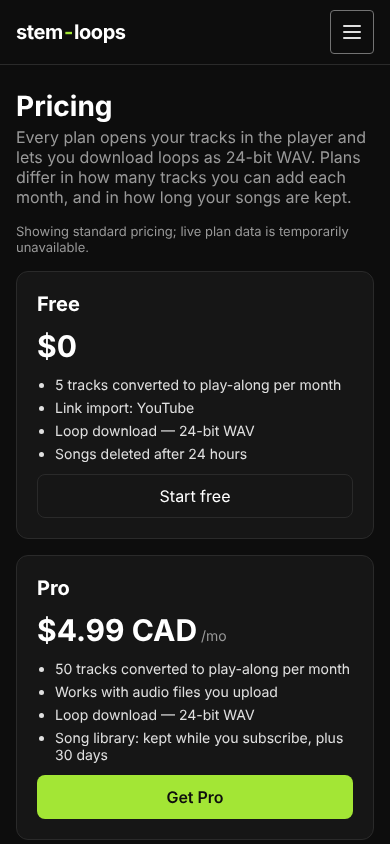 stem-loops
Pricing
Every plan opens your tracks in the player and
lets you download loops as 24-bit WAV. Plans
differ in how many tracks you can add each
month, and in how long your songs are kept.
Showing standard pricing; live plan data is temporarily
unavailable.
Free
$0
• 5 tracks converted to play-along per month
• Link import: YouTube
• Loop download — 24-bit WAV
• Songs deleted after 24 hours
Start free
Pro
$4.99 CAD /mo
• 50 tracks converted to play-along per month
• Works with audio files you upload
• Loop download — 24-bit WAV
• Song library: kept while you subscribe, plus
30 days
Get Pro